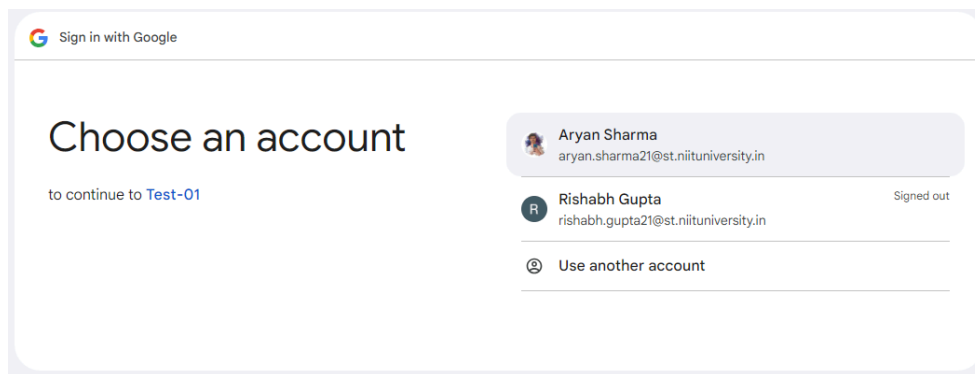 Sign in with Google
Choose an account
to continue to Test-01
Aryan Sharma
aryan.sharma21@st.niituniversity.in
R
Rishabh Gupta
Signed out
rishabh.gupta21@st.niituniversity.in
Use another account